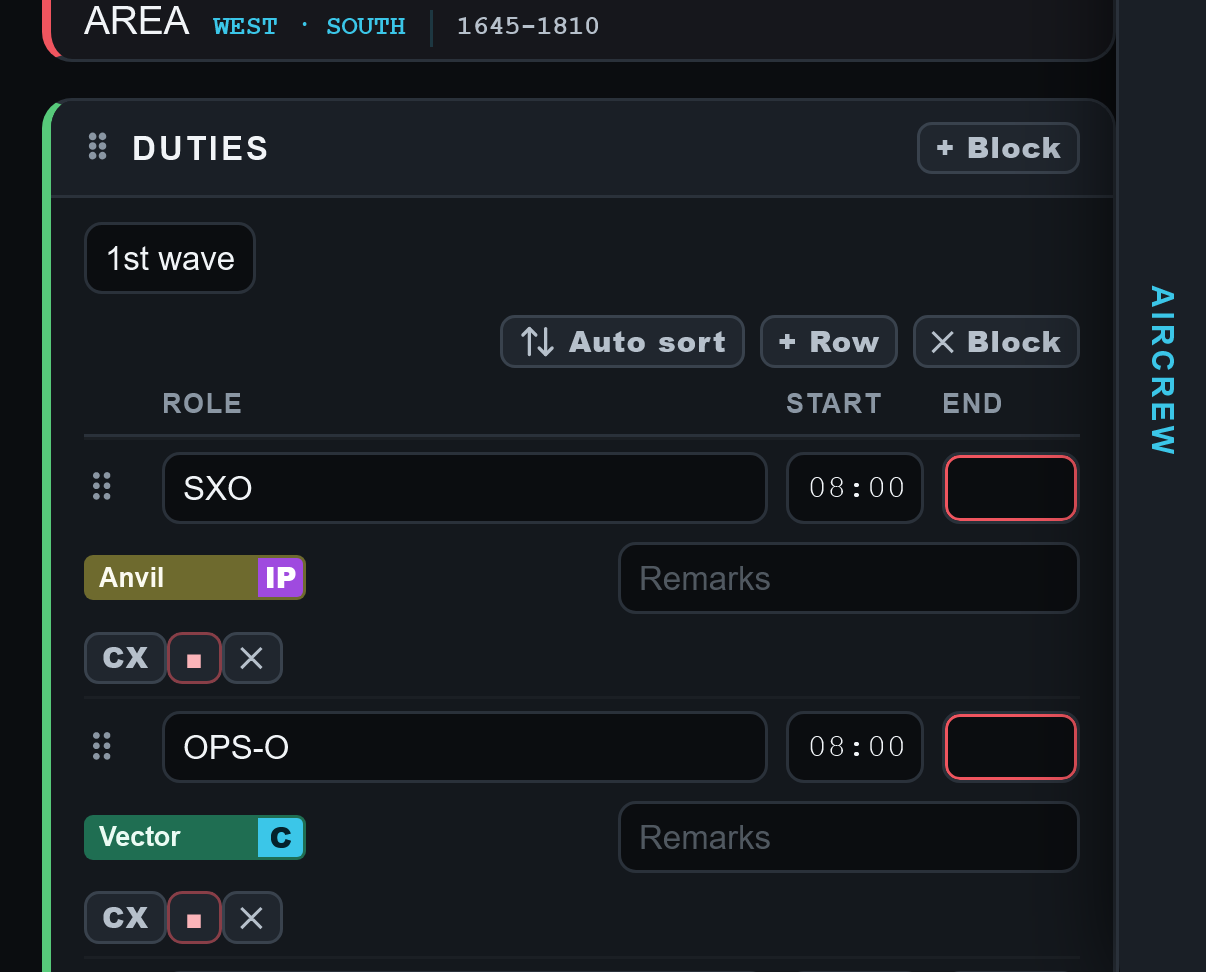 AREA WEST · SOUTH 1645-1810
DUTIES + Block
1st wave
Auto sort + Row × Block
ROLE START END
SXO 08:00
Anvil IP Remarks
CX ■ ×
OPS-O 08:00
Vector C Remarks
CX ■ ×
AIRCREW